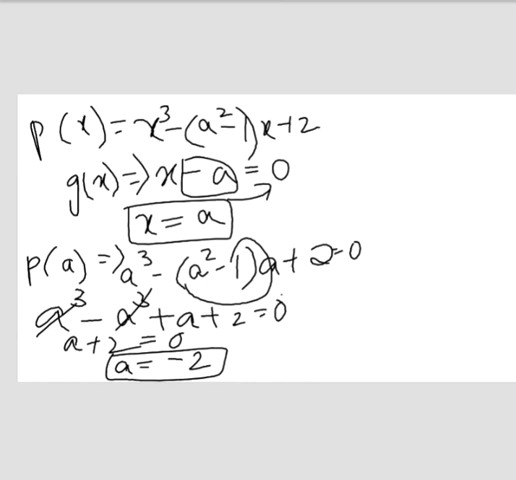 p(x) = x³ - (a² - 1)x + 2
g(x) => x - a = 0
x = a
p(a) => a³ - (a² - 1)a + 2 = 0
a³ - a³ + a + 2 = 0
a + 2 = 0
a = -2